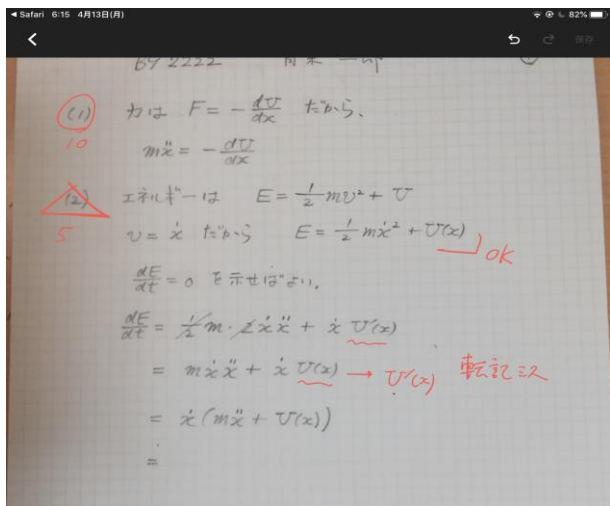 Safari 6:15 4月13日(月) 82%
保存
BY 2222
(1) 力は F = - dU/dx だから、
10
mẍ = - dU/dx
(2) エネルギーは E = 1/2 mv² + U
5 v = ẋ だから E = 1/2 mẋ² + U(x) OK
dE/dt = 0 を示せばよい。
dE/dt = 1/2 m・2ẋẍ + ẋ U'(x)
= mẋẍ + ẋ U(x) → U'(x) 転記ミス
= ẋ(mẍ + U(x))
=